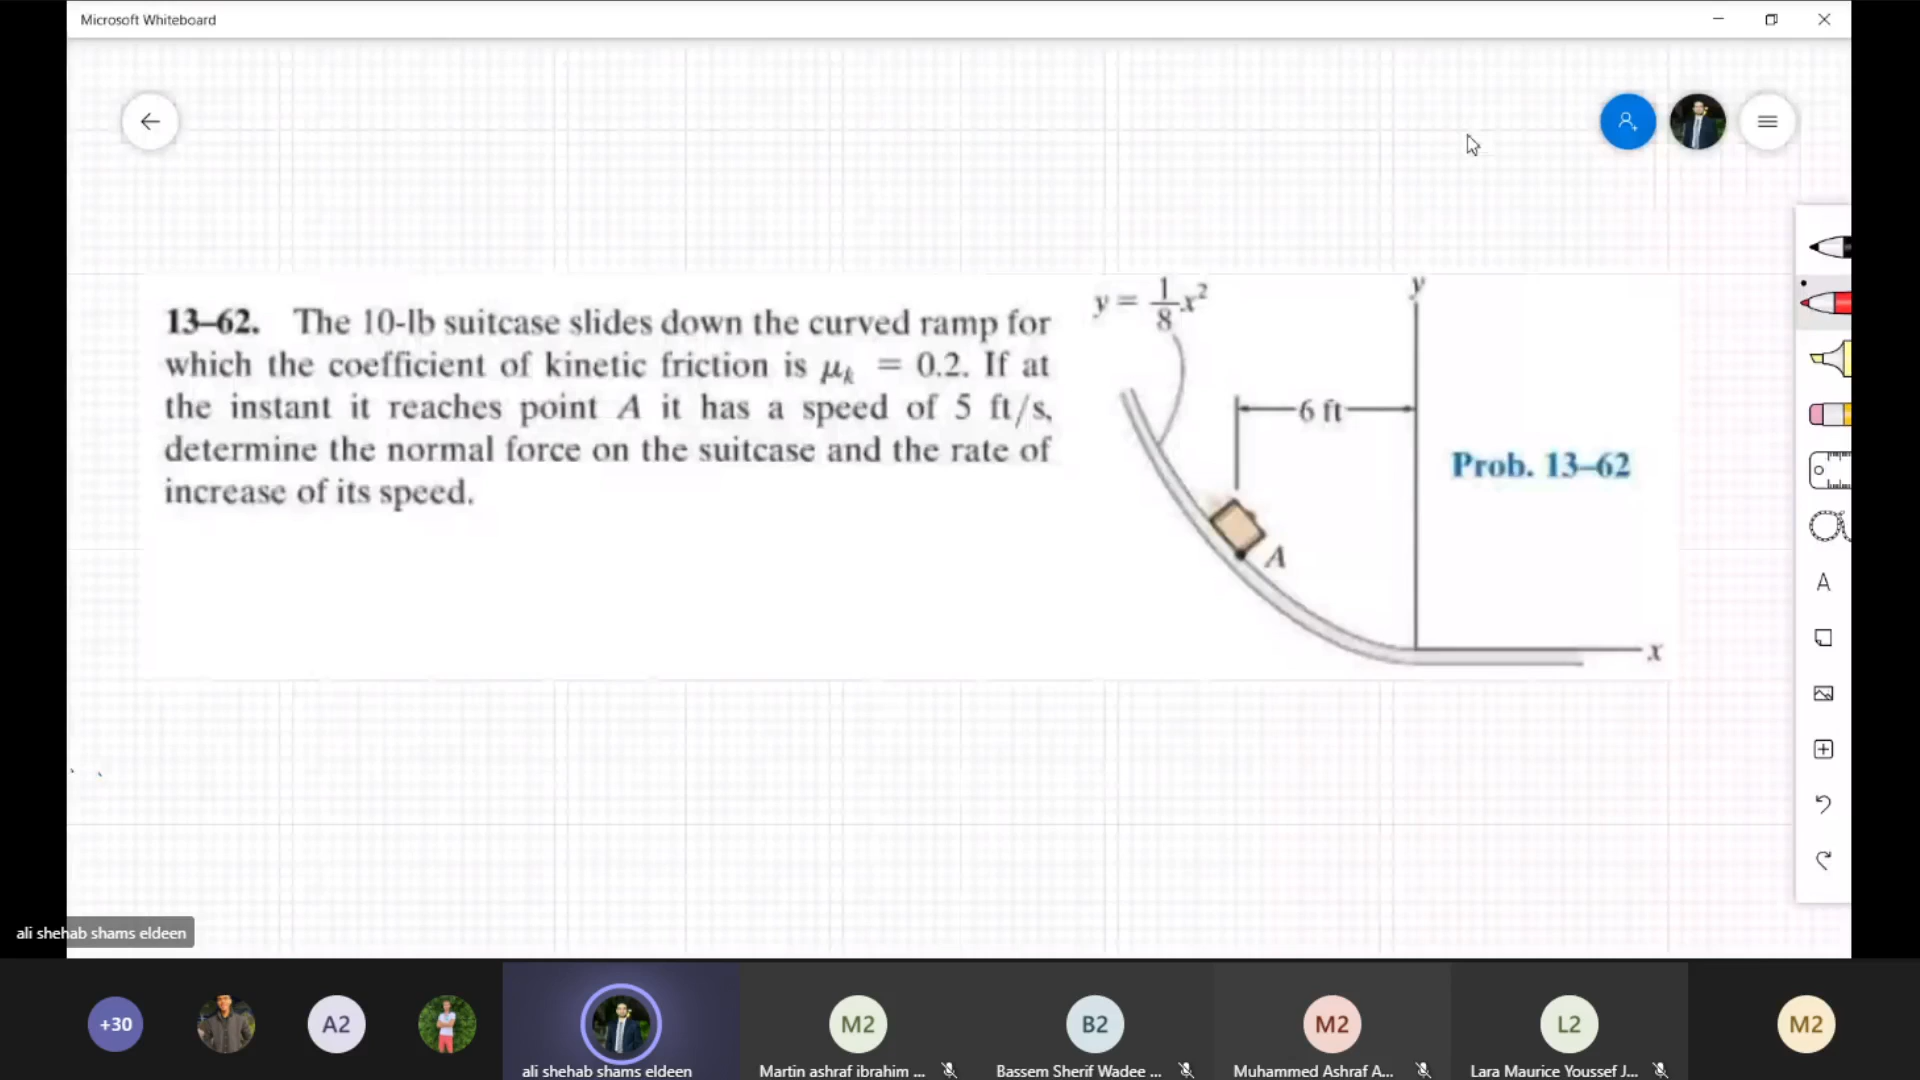 Microsoft Whiteboard
13–62. The 10-lb suitcase slides down the curved ramp for
which the coefficient of kinetic friction is μk = 0.2. If at
the instant it reaches point A it has a speed of 5 ft/s,
determine the normal force on the suitcase and the rate of
increase of its speed.
y = 1/8 x²
y
6 ft
Prob. 13–62
A
x
A
ali shehab shams eldeen
+30
A2
M2
B2
M2
L2
M2
ali shehab shams eldeen
Martin ashraf ibrahim ...
Bassem Sherif Wadee ...
Muhammed Ashraf A...
Lara Maurice Youssef J...